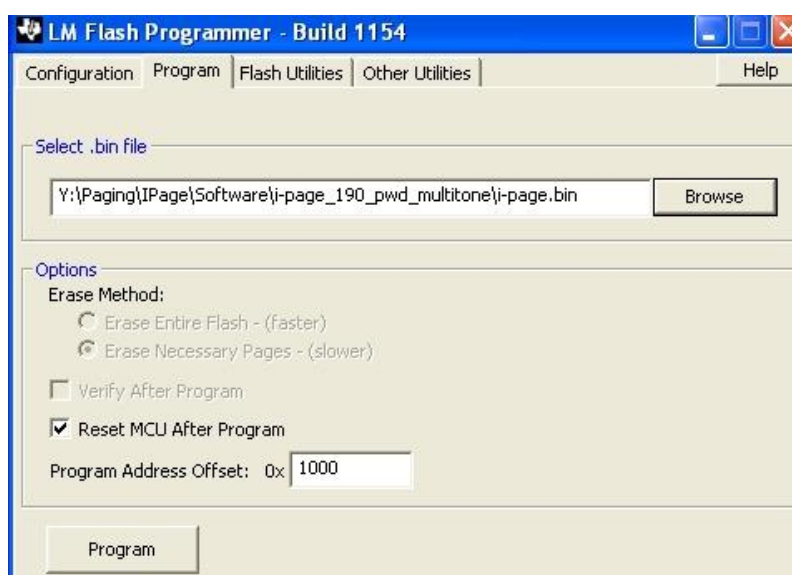 LM Flash Programmer - Build 1154
Configuration Program Flash Utilities Other Utilities Help
Select .bin file
Y:\Paging\IPage\Software\i-page_190_pwd_multitone\i-page.bin Browse
Options
Erase Method:
Erase Entire Flash - (faster)
Erase Necessary Pages - (slower)
Verify After Program
Reset MCU After Program
Program Address Offset: 0x 1000
Program